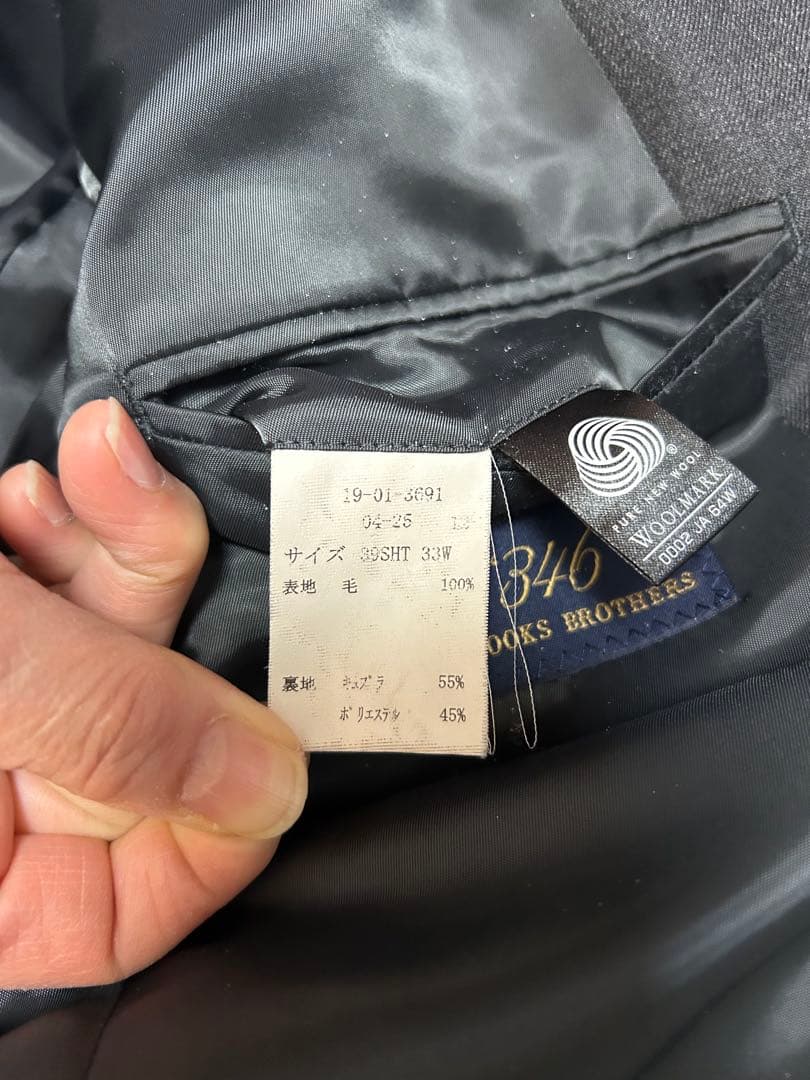 19-01-3691
04-25
サイズ 39SHT 33W
表地 毛 100%
裏地 キュプラ 55%
ポリエステル 45%
PURE NEW WOOL
WOOLMARK
0002 JA 64W
346
OOKS BROTHERS